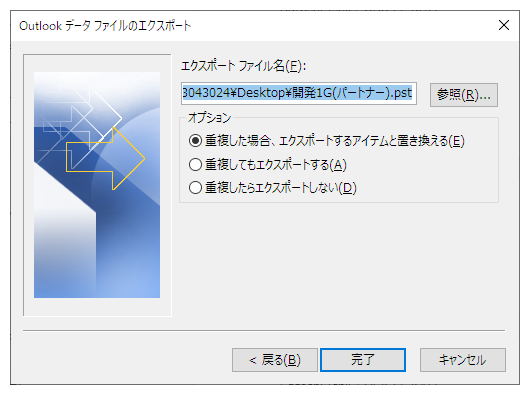 Outlook データ ファイルのエクスポート
エクスポート ファイル名(F):
3043024¥Desktop¥開発1G(パートナー).pst
参照(R)...
オプション
重複した場合、エクスポートするアイテムと置き換える(E)
重複してもエクスポートする(A)
重複したらエクスポートしない(D)
< 戻る(B)
完了
キャンセル